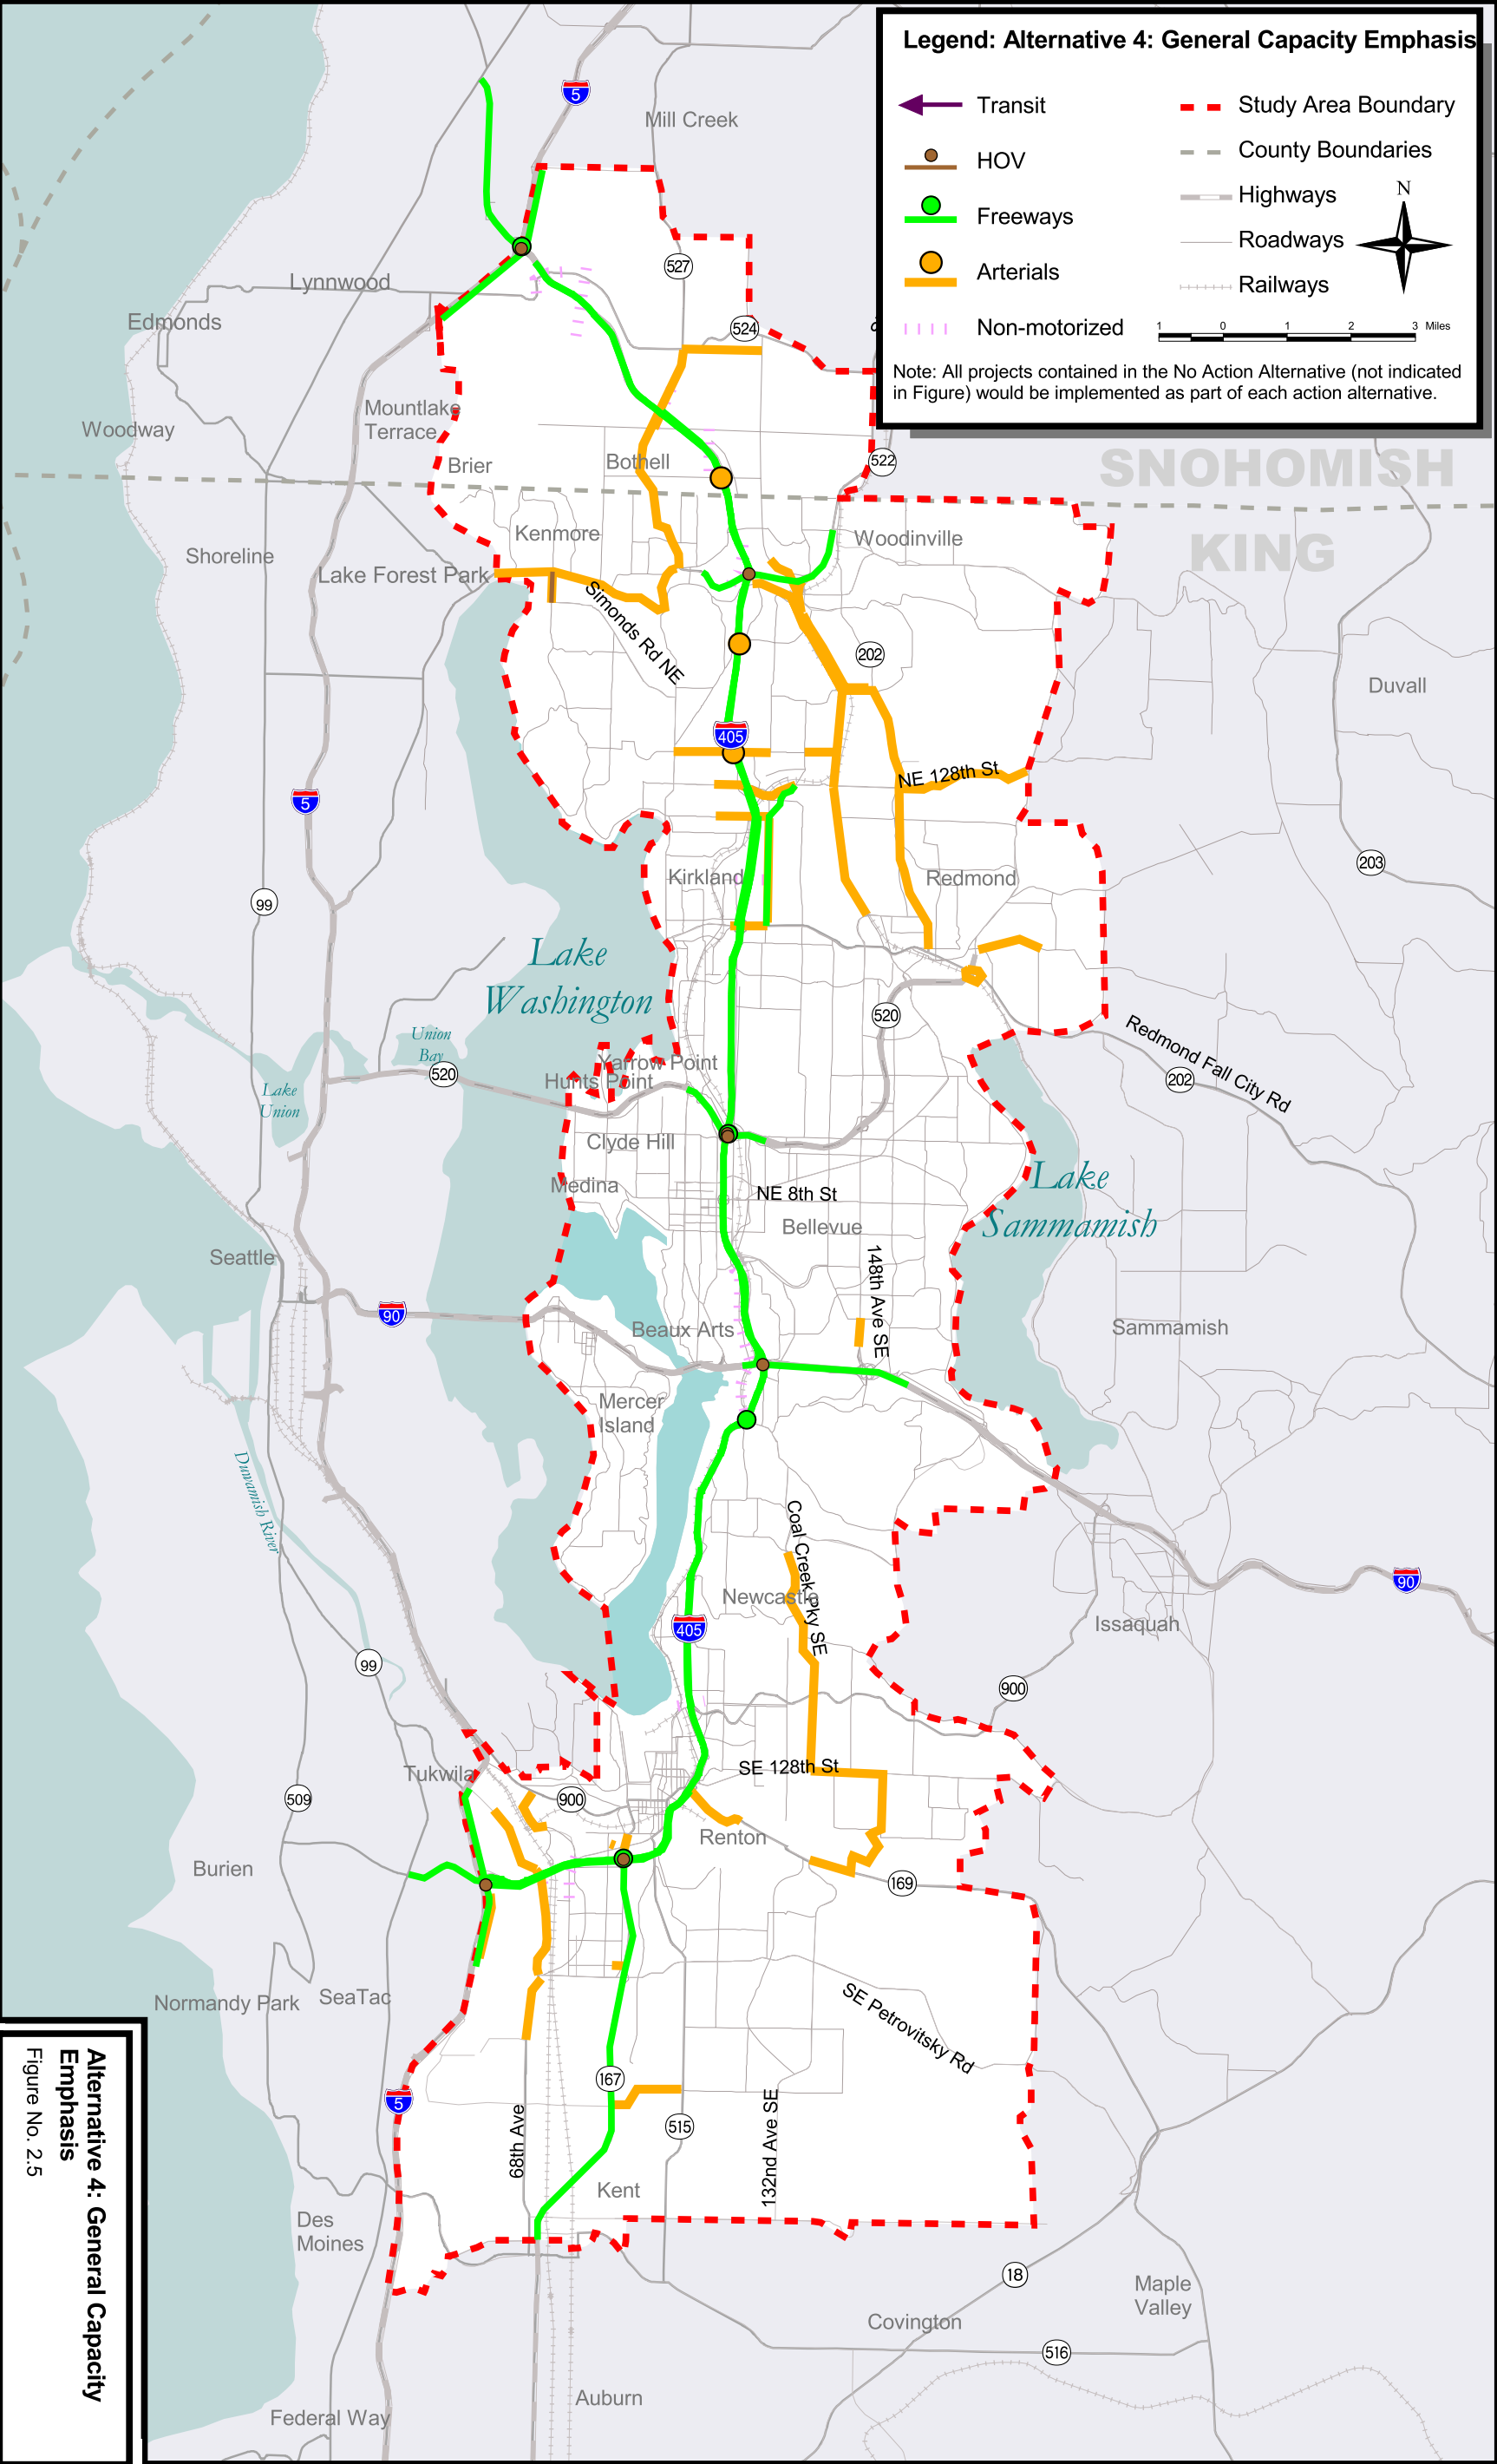 Legend: Alternative 4: General Capacity Emphasis
Transit
HOV
Freeways
Arterials
Non-motorized
Study Area Boundary
County Boundaries
Highways
Roadways
Railways
N
1 0 1 2 3 Miles
Note: All projects contained in the No Action Alternative (not indicated
in Figure) would be implemented as part of each action alternative.
5
Mill Creek
527
Lynnwood
Edmonds
524
Mountlake
Terrace
Woodway
Brier
Bothell
522
SNOHOMISH
KING
Kenmore
Woodinville
Shoreline
Lake Forest Park
Simonds Rd NE
202
Duvall
405
NE 128th St
5
203
99
Kirkland
Redmond
Lake
Washington
520
Union
Bay
520
Lake
Union
Yarrow Point
Hunts Point
Redmond Fall City Rd
202
Clyde Hill
Medina
NE 8th St
Bellevue
Lake
Sammamish
148th Ave SE
Seattle
90
Beaux Arts
Sammamish
Mercer
Island
Duwamish River
Coal Creek Pky SE
Newcastle
90
Issaquah
405
99
900
Tukwila
SE 128th St
509
900
Renton
Burien
169
Normandy Park
SeaTac
SE Petrovitsky Rd
167
5
515
68th Ave
132nd Ave SE
Kent
Des
Moines
18
Maple
Valley
Covington
516
Auburn
Federal Way
Alternative 4: General Capacity
Emphasis
Figure No. 2.5